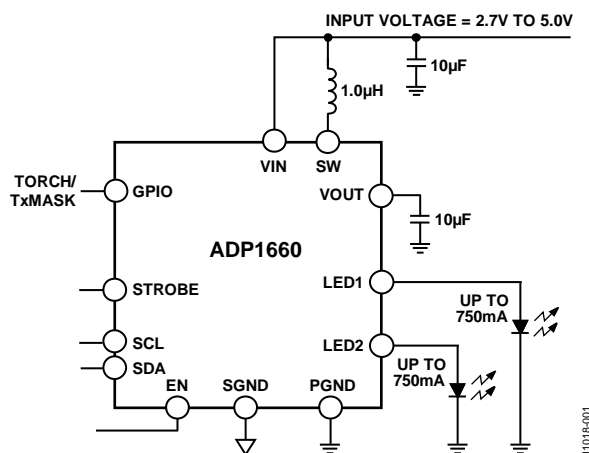 INPUT VOLTAGE = 2.7V TO 5.0V
10µF
1.0µH
VIN
SW
TORCH/
TxMASK
GPIO
VOUT
10µF
ADP1660
STROBE
LED1
UP TO
750mA
SCL
LED2
SDA
UP TO
750mA
EN
SGND
PGND
11018-001